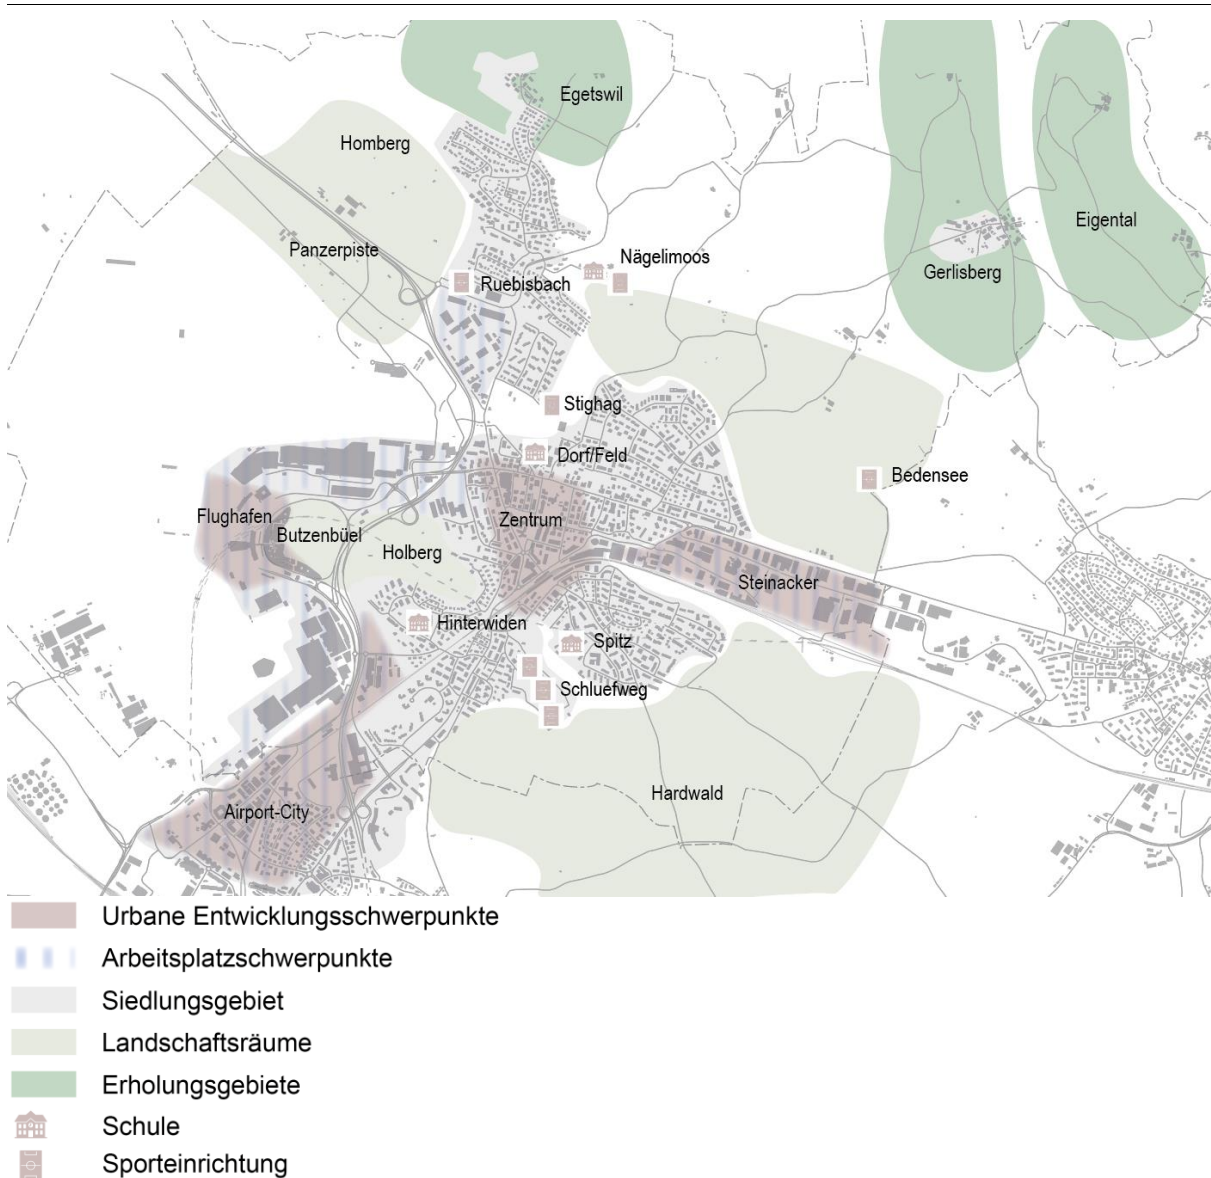 Egetswil
Homberg
Eigental
Panzerpiste
Nägelimoos
Gerlisberg
Ruebisbach
Stighag
Dorf/Feld
Bedensee
Flughafen
Zentrum
Butzenbüel
Holberg
Steinacker
Hinterwiden
Spitz
Schluefweg
Hardwald
Airport-City
Urbane Entwicklungsschwerpunkte
Arbeitsplatzschwerpunkte
Siedlungsgebiet
Landschaftsräume
Erholungsgebiete
Schule
Sporteinrichtung